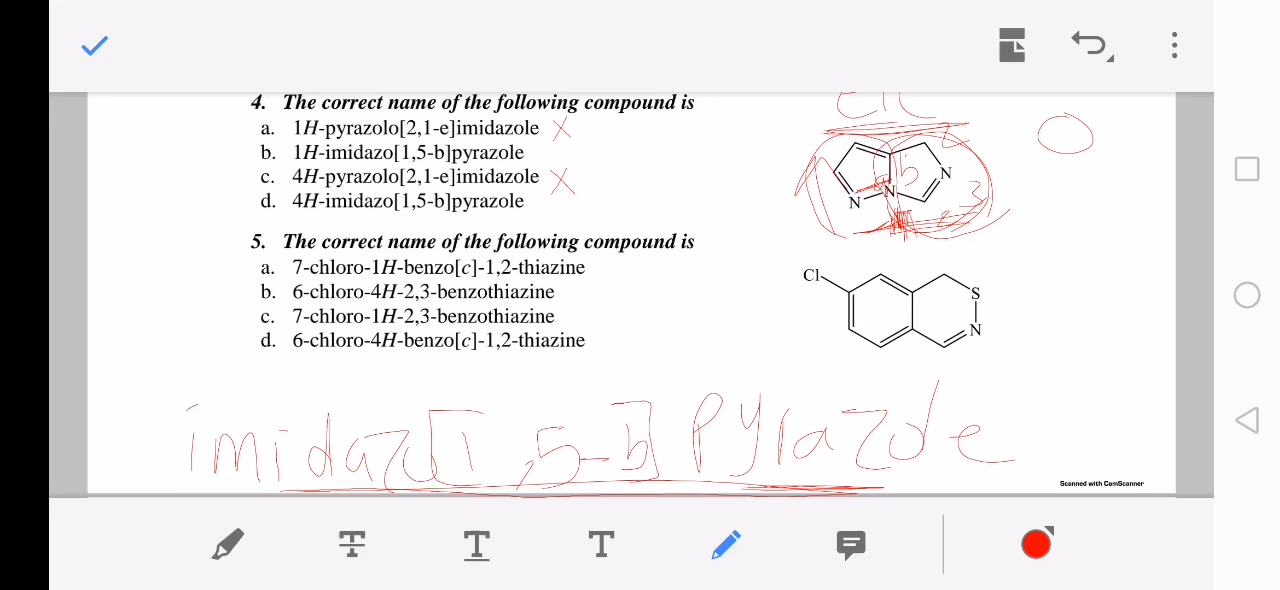 4. The correct name of the following compound is
a. 1H-pyrazolo[2,1-e]imidazole X
b. 1H-imidazo[1,5-b]pyrazole
c. 4H-pyrazolo[2,1-e]imidazole X
d. 4H-imidazo[1,5-b]pyrazole
N
N
N
b
3
5. The correct name of the following compound is
a. 7-chloro-1H-benzo[c]-1,2-thiazine
b. 6-chloro-4H-2,3-benzothiazine
c. 7-chloro-1H-2,3-benzothiazine
d. 6-chloro-4H-benzo[c]-1,2-thiazine
Cl
S
N
imidazo[1,5-b]pyrazole
Scanned with CamScanner
T T T